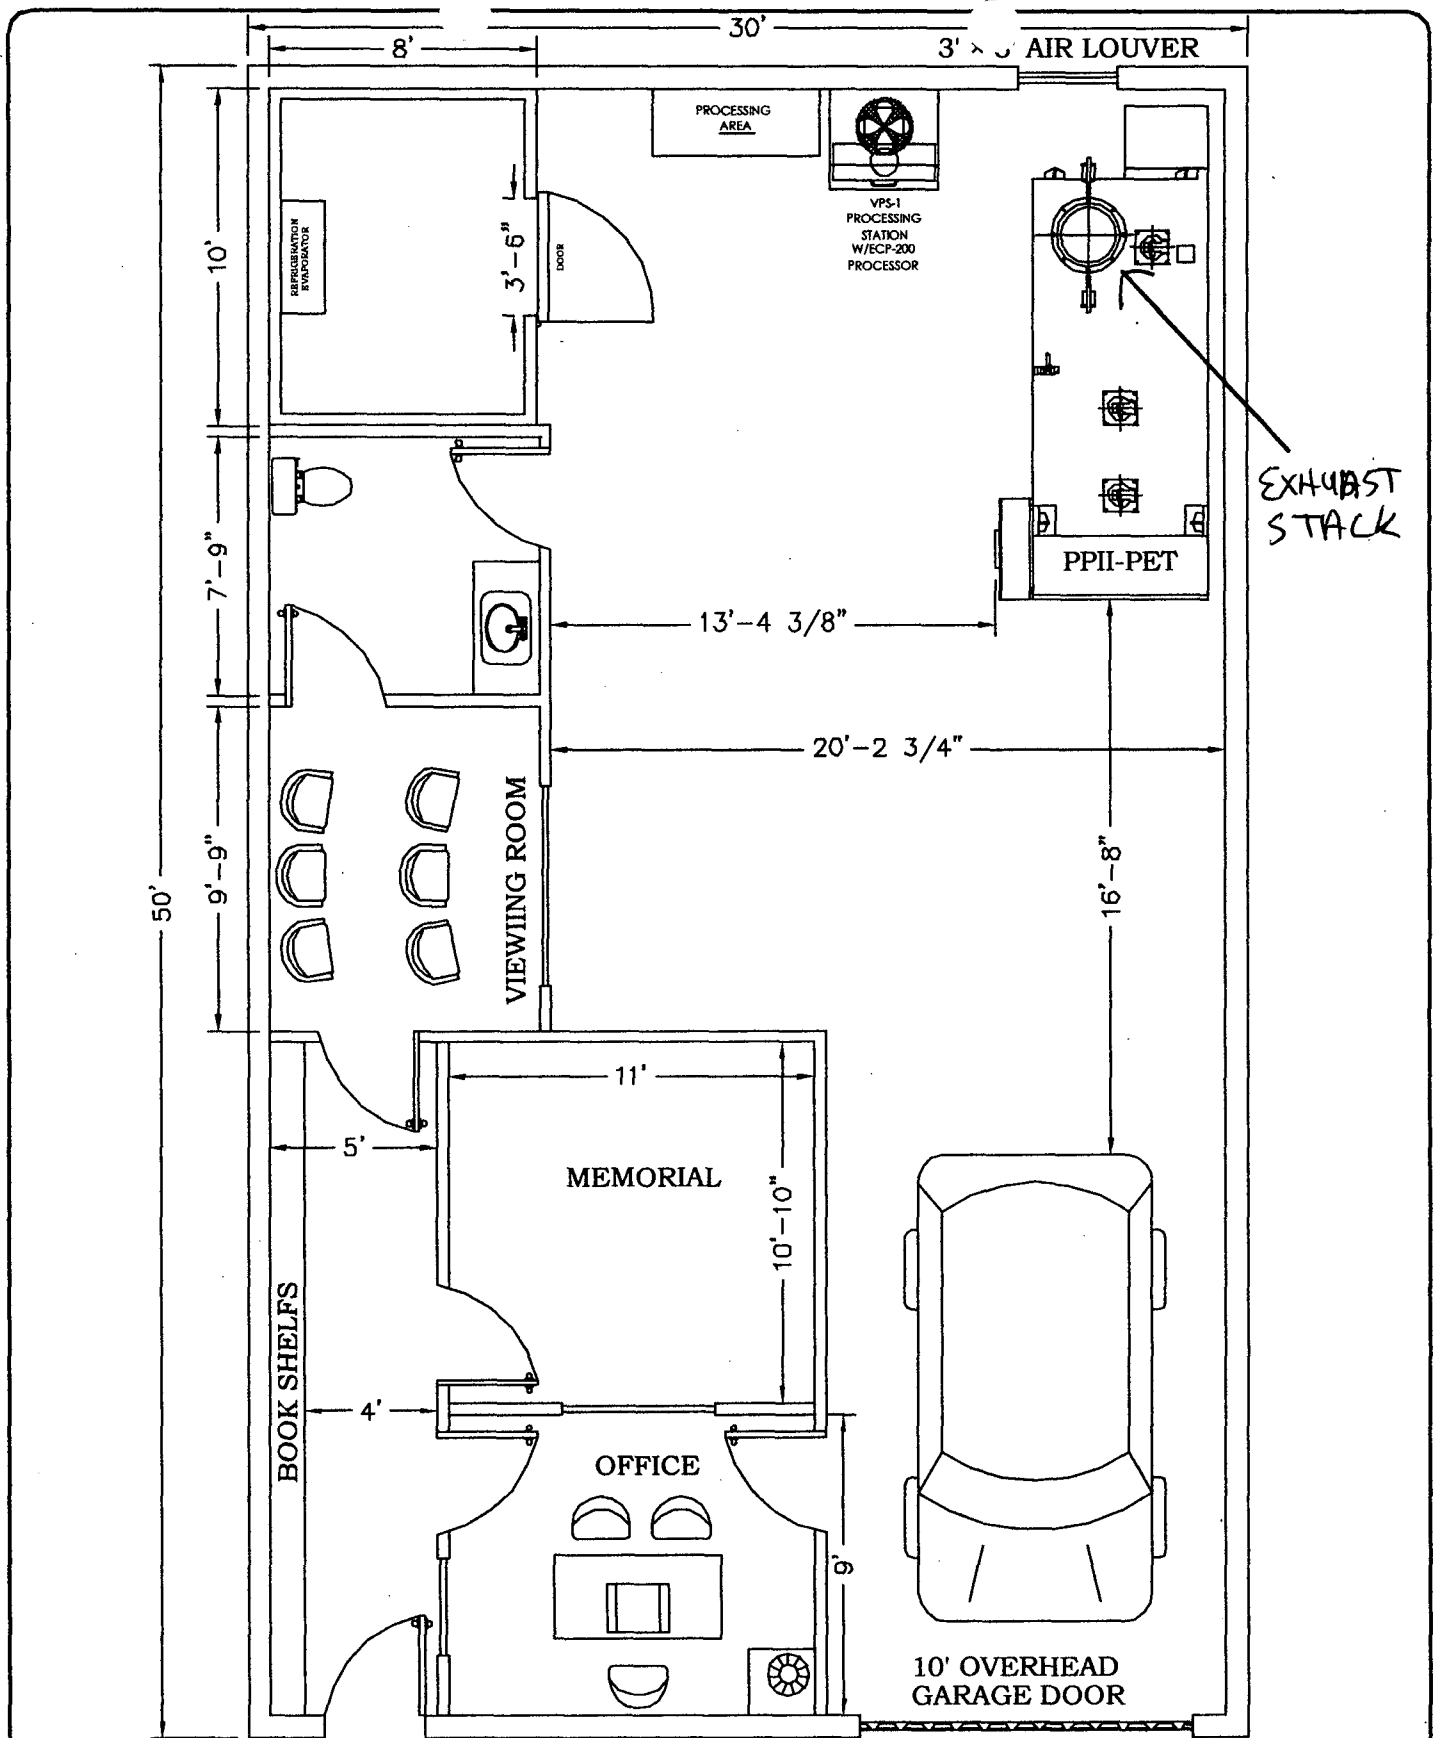 30'
8'
3' x AIR LOUVER
PROCESSING
AREA
VPS-1
PROCESSING
STATION
W/ECP-200
PROCESSOR
10'
REFRIGERATION
EVAPORATOR
3'-6"
DOOR
EXHUAST
STACK
PPII-PET
7'-9"
13'-4 3/8"
20'-2 3/4"
50'
9'-9"
VIEWING ROOM
16'-8"
11'
5'
MEMORIAL
10'-10"
BOOK SHELFS
4'
OFFICE
9'
10' OVERHEAD
GARAGE DOOR